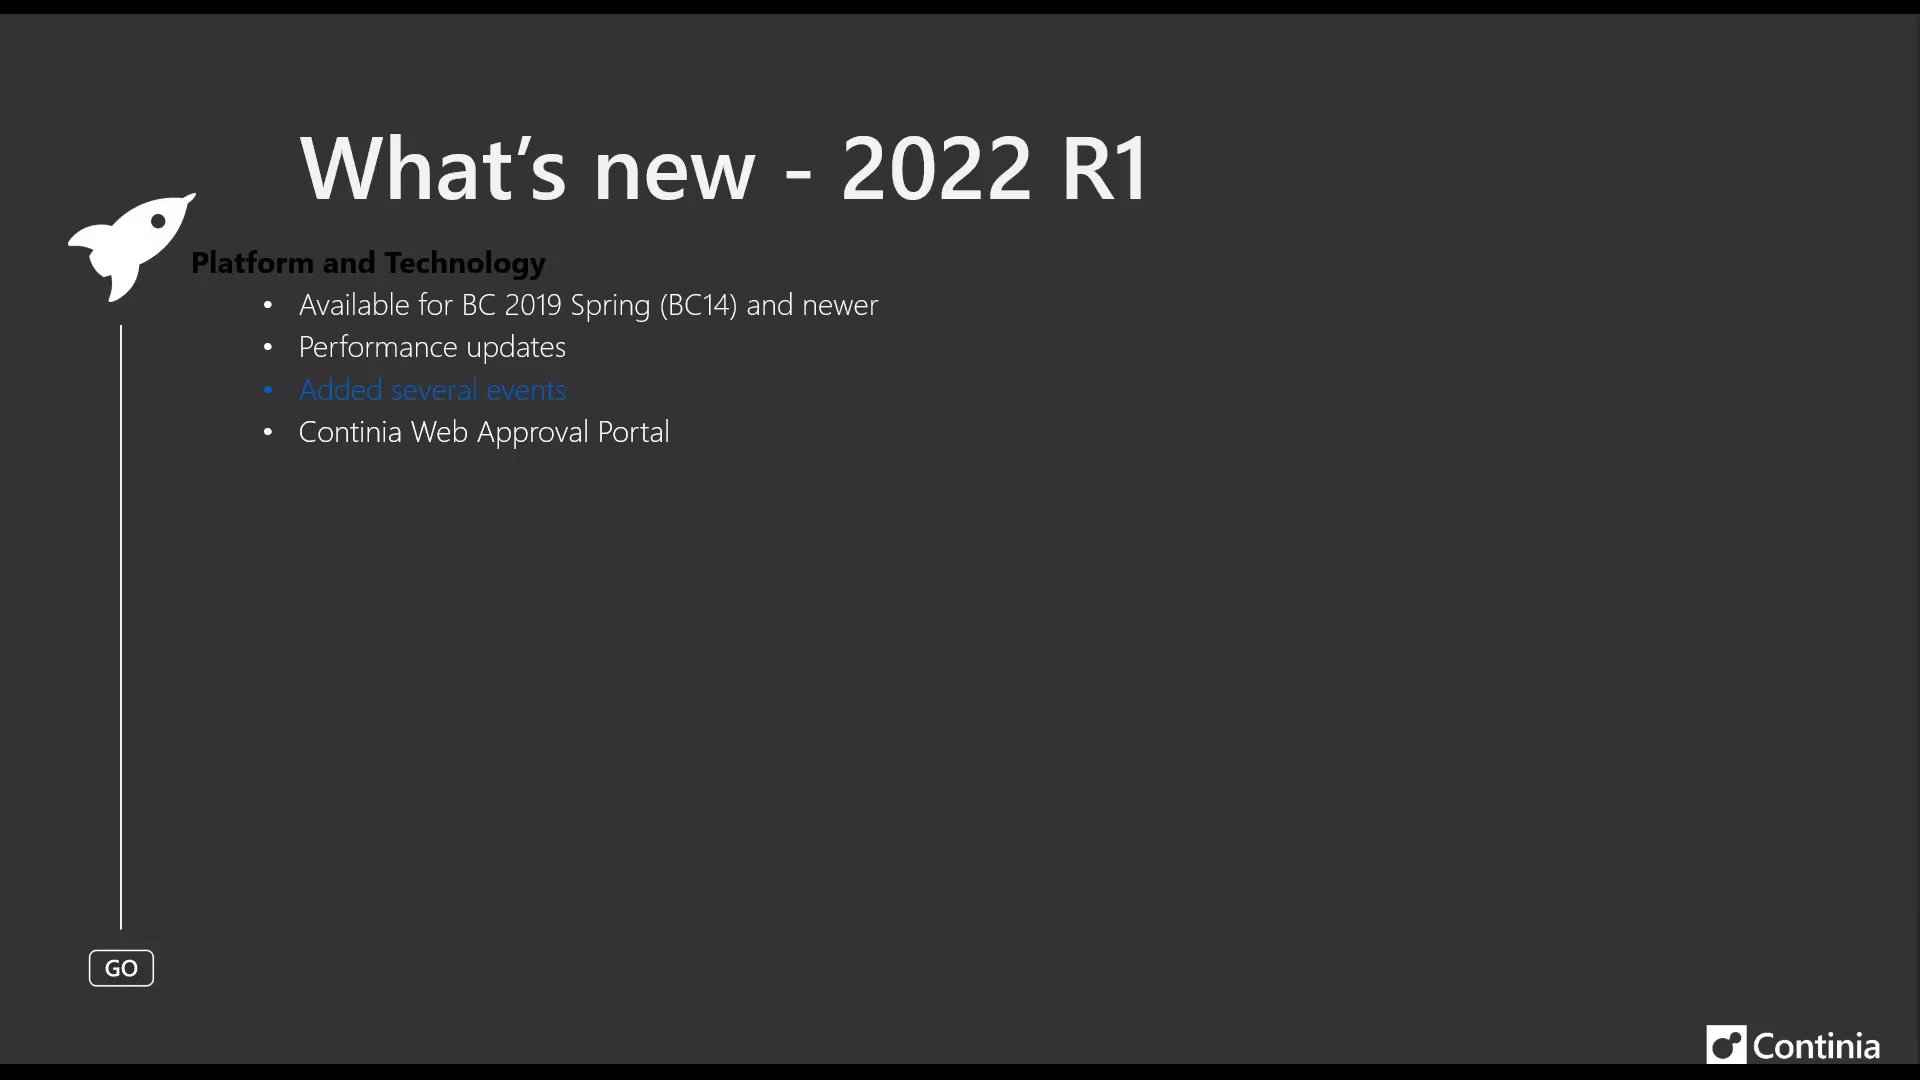 What's new - 2022 R1
Platform and Technology
• Available for BC 2019 Spring (BC14) and newer
• Performance updates
• Added several events
• Continia Web Approval Portal
GO
Continia